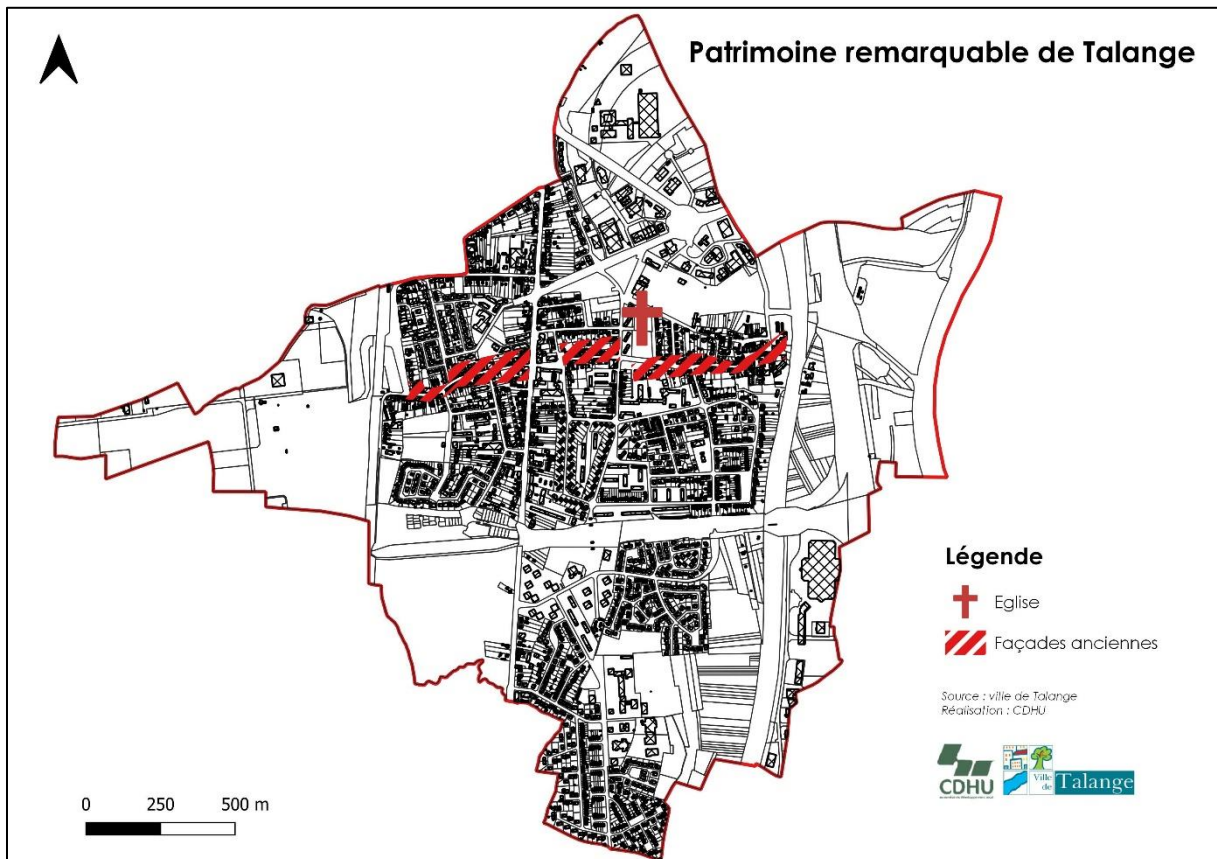 Patrimoine remarquable de Talange
Légende
Eglise
Façades anciennes
Source : ville de Talange
Réalisation : CDHU
CDHU
Ville
de Talange
0 250 500 m